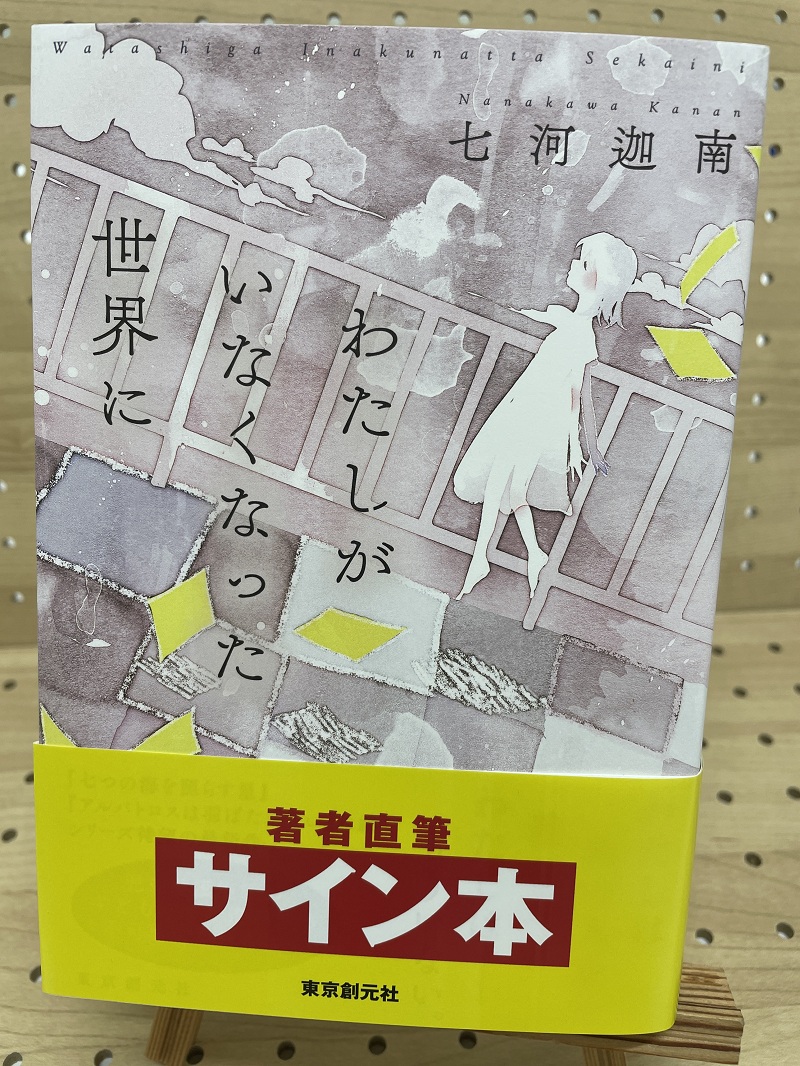 Watashiga Inakunatta Sekaini
Nanakawa Kanan
七河迦南
わたしが
いなくなった
世界に
著者直筆
サイン本
東京創元社